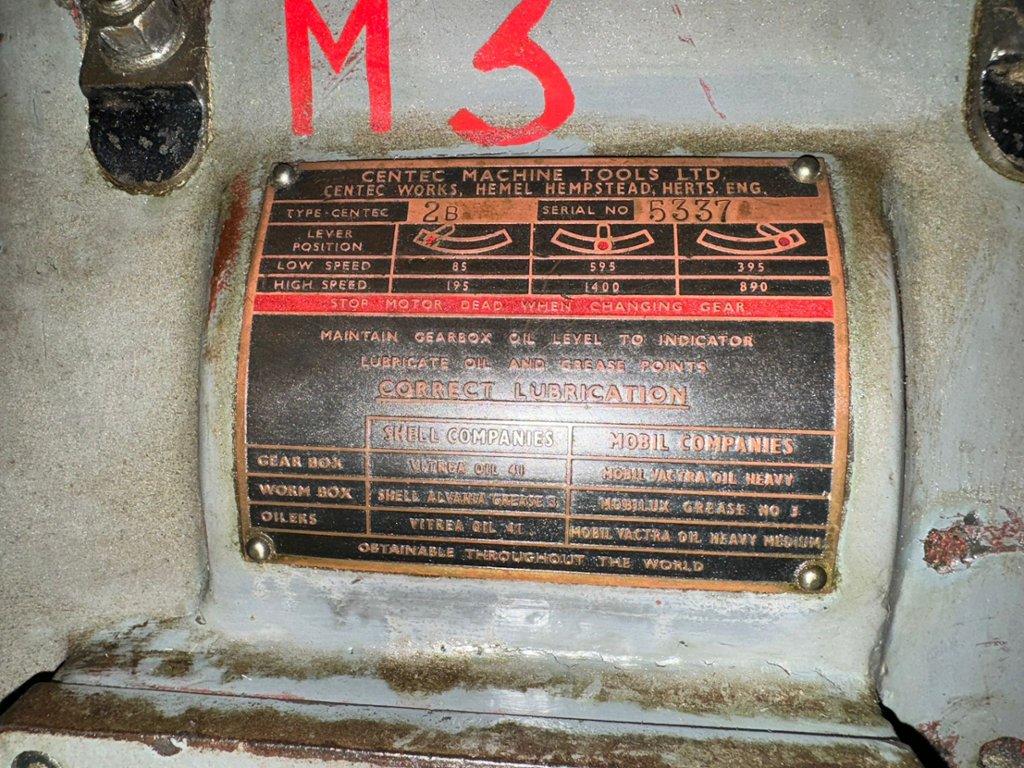 M3
CENTEC MACHINE TOOLS LTD.
CENTEC WORKS, HEMEL HEMPSTEAD, HERTS, ENG.
TYPE·CENTEC 2B SERIAL NO 5337
LEVER POSITION
LOW SPEED 85 595 395
HIGH SPEED 195 1400 890
STOP MOTOR DEAD WHEN CHANGING GEAR
MAINTAIN GEARBOX OIL LEVEL TO INDICATOR
LUBRICATE OIL AND GREASE POINTS
CORRECT LUBRICATION
SHELL COMPANIES MOBIL COMPANIES
GEAR BOX VITREA OIL MOBIL VACTRA OIL HEAVY
WORM BOX SHELL ALVANIA GREASE 3 MOBILUX GREASE NO 3
OILERS VITREA OIL MOBIL VACTRA OIL HEAVY MEDIUM
OBTAINABLE THROUGHOUT THE WORLD